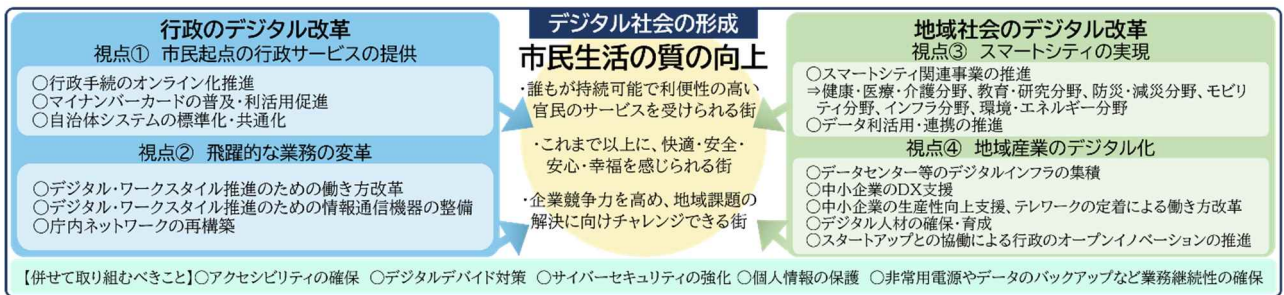 行政のデジタル改革
視点① 市民起点の行政サービスの提供
○行政手続のオンライン化推進
○マイナンバーカードの普及・利活用促進
○自治体システムの標準化・共通化
視点② 飛躍的な業務の変革
○デジタル・ワークスタイル推進のための働き方改革
○デジタル・ワークスタイル推進のための情報通信機器の整備
○庁内ネットワークの再構築
デジタル社会の形成
市民生活の質の向上
・誰もが持続可能で利便性の高い
官民のサービスを受けられる街
・これまで以上に、快適・安全・
安心・幸福を感じられる街
・企業競争力を高め、地域課題の
解決に向けチャレンジできる街
地域社会のデジタル改革
視点③ スマートシティの実現
○スマートシティ関連事業の推進
⇒健康・医療・介護分野、教育・研究分野、防災・減災分野、モビリ
ティ分野、インフラ分野、環境・エネルギー分野
○データ利活用・連携の推進
視点④ 地域産業のデジタル化
○データセンター等のデジタルインフラの集積
○中小企業のDX支援
○中小企業の生産性向上支援、テレワークの定着による働き方改革
○デジタル人材の確保・育成
○スタートアップとの協働による行政のオープンイノベーションの推進
【併せて取り組むべきこと】○アクセシビリティの確保 ○デジタルデバイド対策 ○サイバーセキュリティの強化 ○個人情報の保護 ○非常用電源やデータのバックアップなど業務継続性の確保